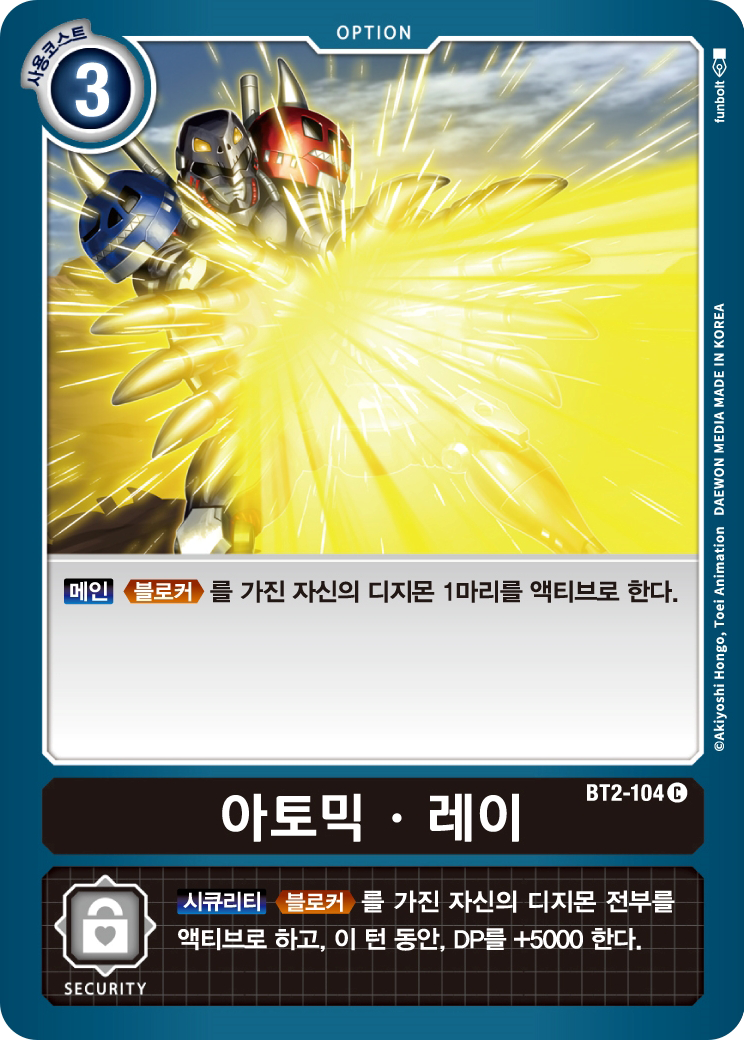 OPTION
사용코스트
3
funbolt
©Akiyoshi Hongo, Toei Animation DAEWON MEDIA MADE IN KOREA
메인 블로커 를 가진 자신의 디지몬 1마리를 액티브로 한다.
BT2-104 C
아토믹 · 레이
시큐리티 블로커 를 가진 자신의 디지몬 전부를
액티브로 하고, 이 턴 동안, DP를 +5000 한다.
SECURITY